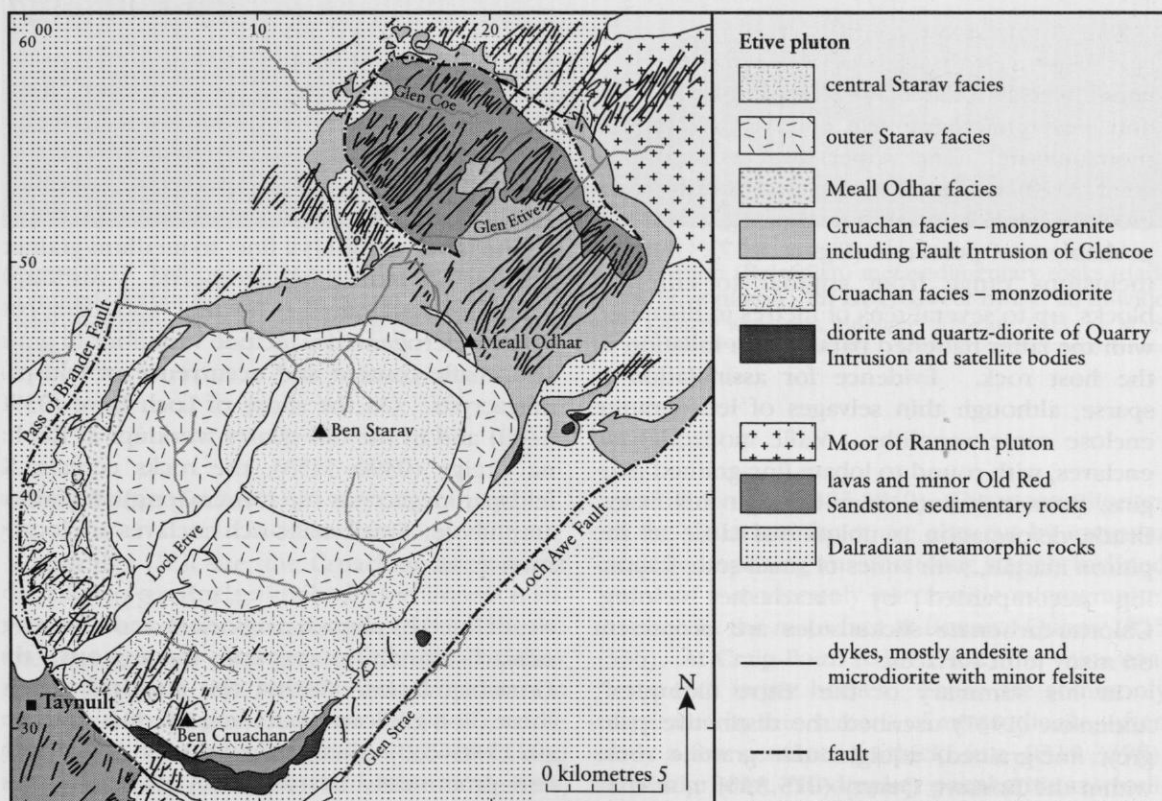 10
20
60
00
50
40
30
Glen Coe
Glen Etive
Meall Odhar
Pass of Brander Fault
Ben Starav
Loch Etive
Loch Awe Fault
Taynuilt
Ben Cruachan
Glen Strae
N
0 kilometres 5
Etive pluton
central Starav facies
outer Starav facies
Meall Odhar facies
Cruachan facies – monzogranite
including Fault Intrusion of Glencoe
Cruachan facies – monzodiorite
diorite and quartz-diorite of Quarry
Intrusion and satellite bodies
Moor of Rannoch pluton
lavas and minor Old Red
Sandstone sedimentary rocks
Dalradian metamorphic rocks
dykes, mostly andesite and
microdiorite with minor felsite
fault